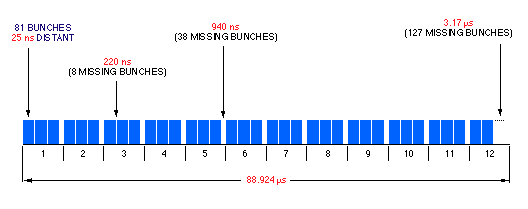 81 BUNCHES
25 ns DISTANT
220 ns
(8 MISSING BUNCHES)
940 ns
(38 MISSING BUNCHES)
3.17 µs
(127 MISSING BUNCHES)
1 2 3 4 5 6 7 8 9 10 11 12
88.924 µs